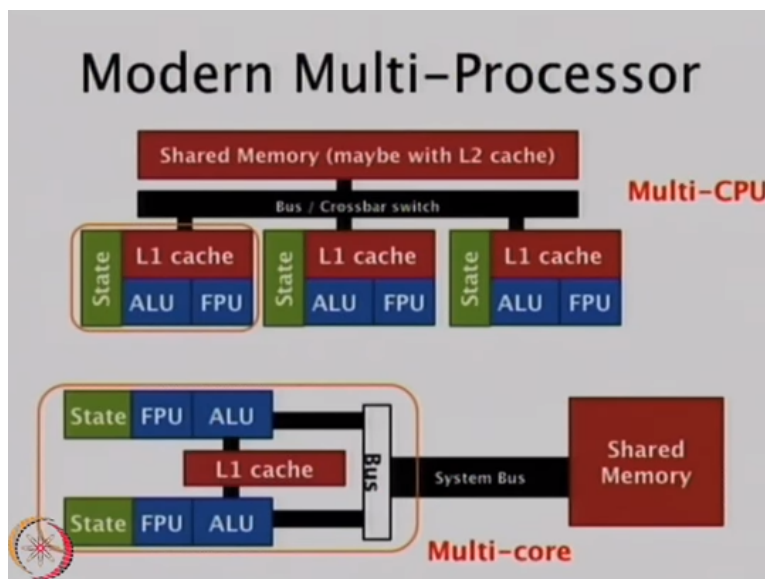 Modern Multi-Processor
Shared Memory (maybe with L2 cache)
Multi-CPU
Bus / Crossbar switch
State L1 cache State L1 cache State L1 cache
ALU FPU ALU FPU ALU FPU
State FPU ALU
L1 cache
Bus
System Bus
Shared
Memory
State FPU ALU
Multi-core